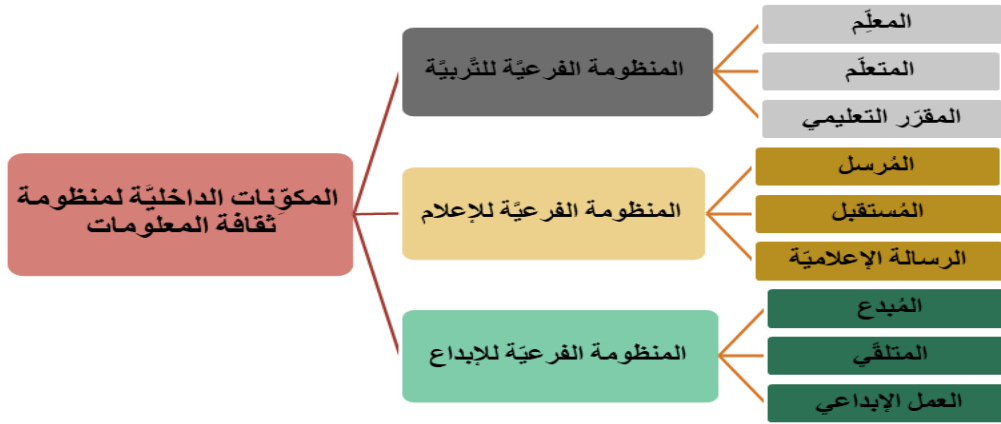 المكوِّنات الداخليَّة لمنظومة
ثقافة المعلومات
المنظومة الفرعيَّة للتَّربيَّة
المعلِّم
المتعلّم
المقرَر التعليمي
المنظومة الفرعيَّة للإعلام
المُرسل
المُستقبل
الرسالة الإعلاميّة
المنظومة الفرعيّة للإبداع
المُبدع
المتلقَّي
العمل الإبداعي